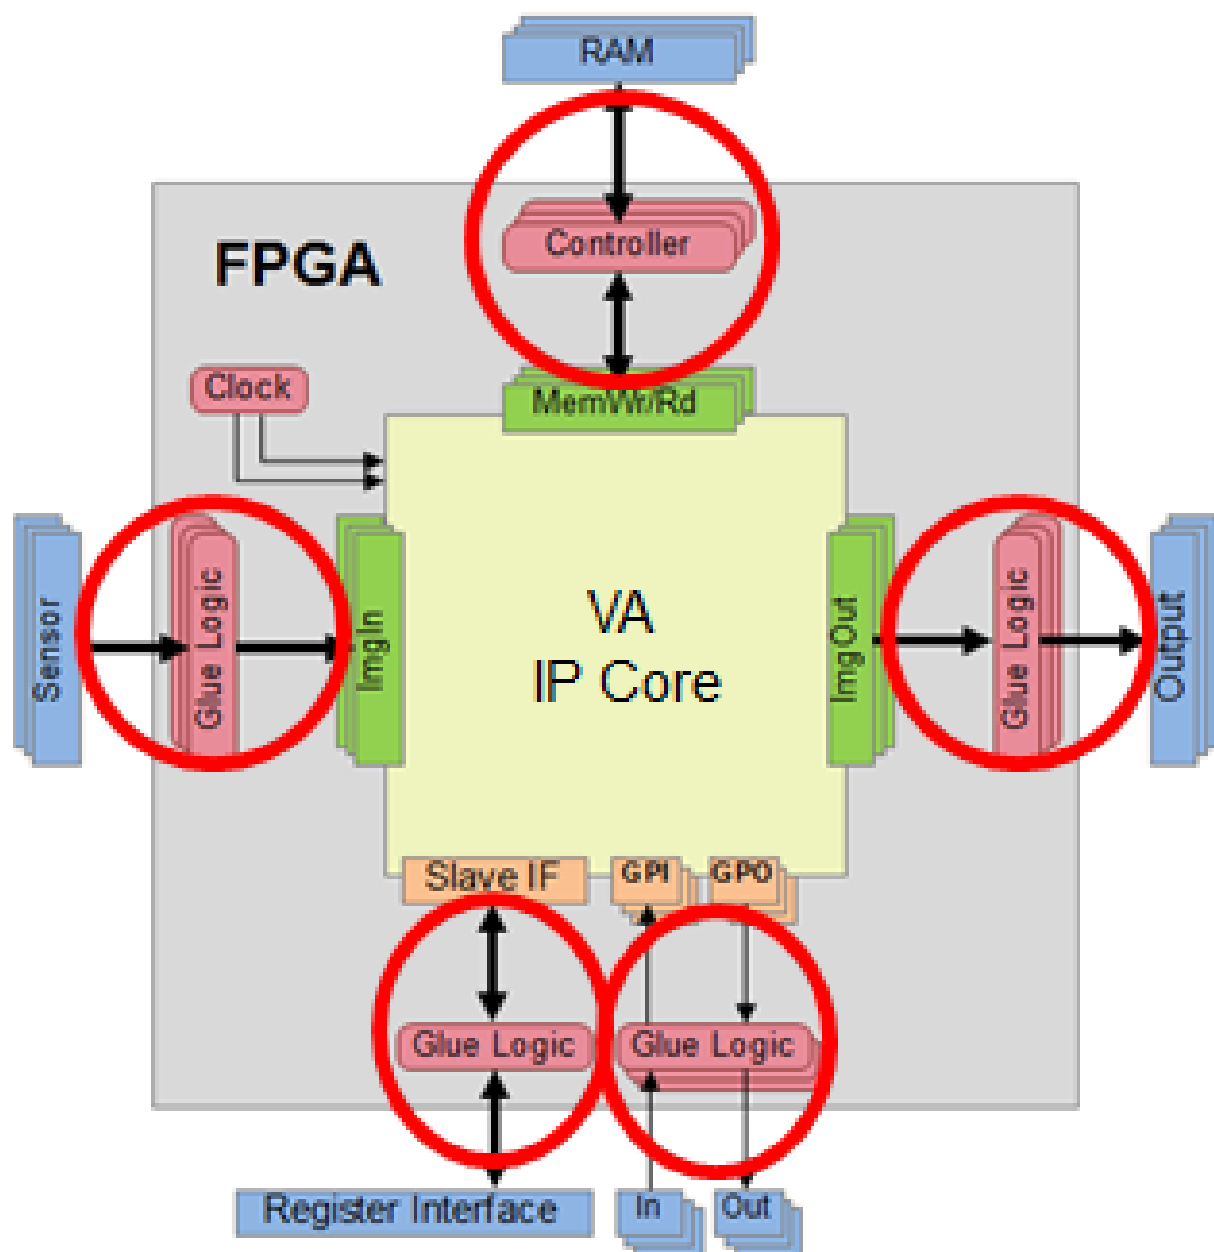 RAM
Controller
FPGA
Clock
MemWr/Rd
Sensor
Glue Logic
ImgIn
VA
IP Core
ImgOut
Glue Logic
Output
Slave IF
GPI
GPO
Glue Logic
Glue Logic
Register Interface
In
Out